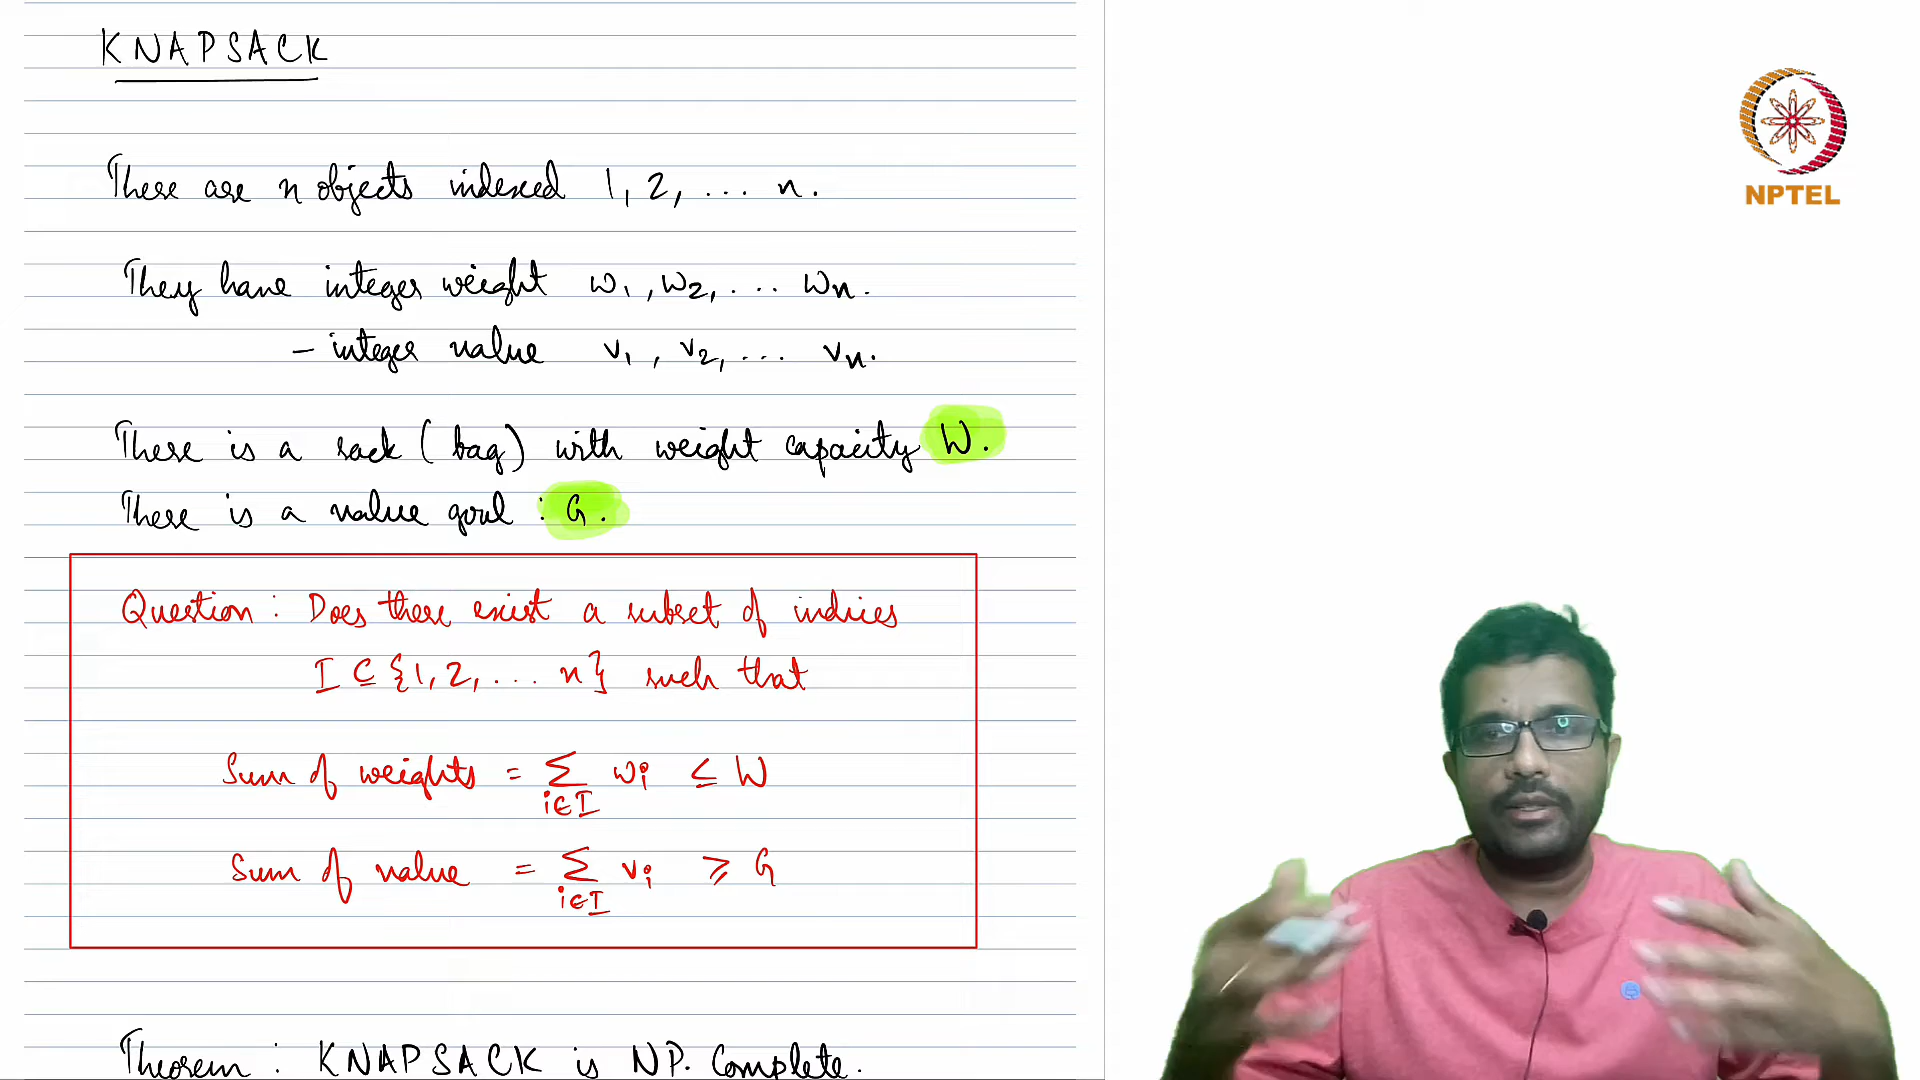 KNAPSACK
There are n objects indexed 1, 2, ... n.
They have integer weight w₁, w₂, ... wₙ.
- integer value v₁, v₂, ... vₙ.
There is a sack (bag) with weight capacity W.
There is a value goal : G.
Question : Does there exist a subset of indices
I ⊆ {1, 2, ... n} such that
Sum of weights = Σ wᵢ ≤ W
i∈I
Sum of value = Σ vᵢ ≥ G
i∈I
Theorem : KNAPSACK is NP-Complete.
NPTEL